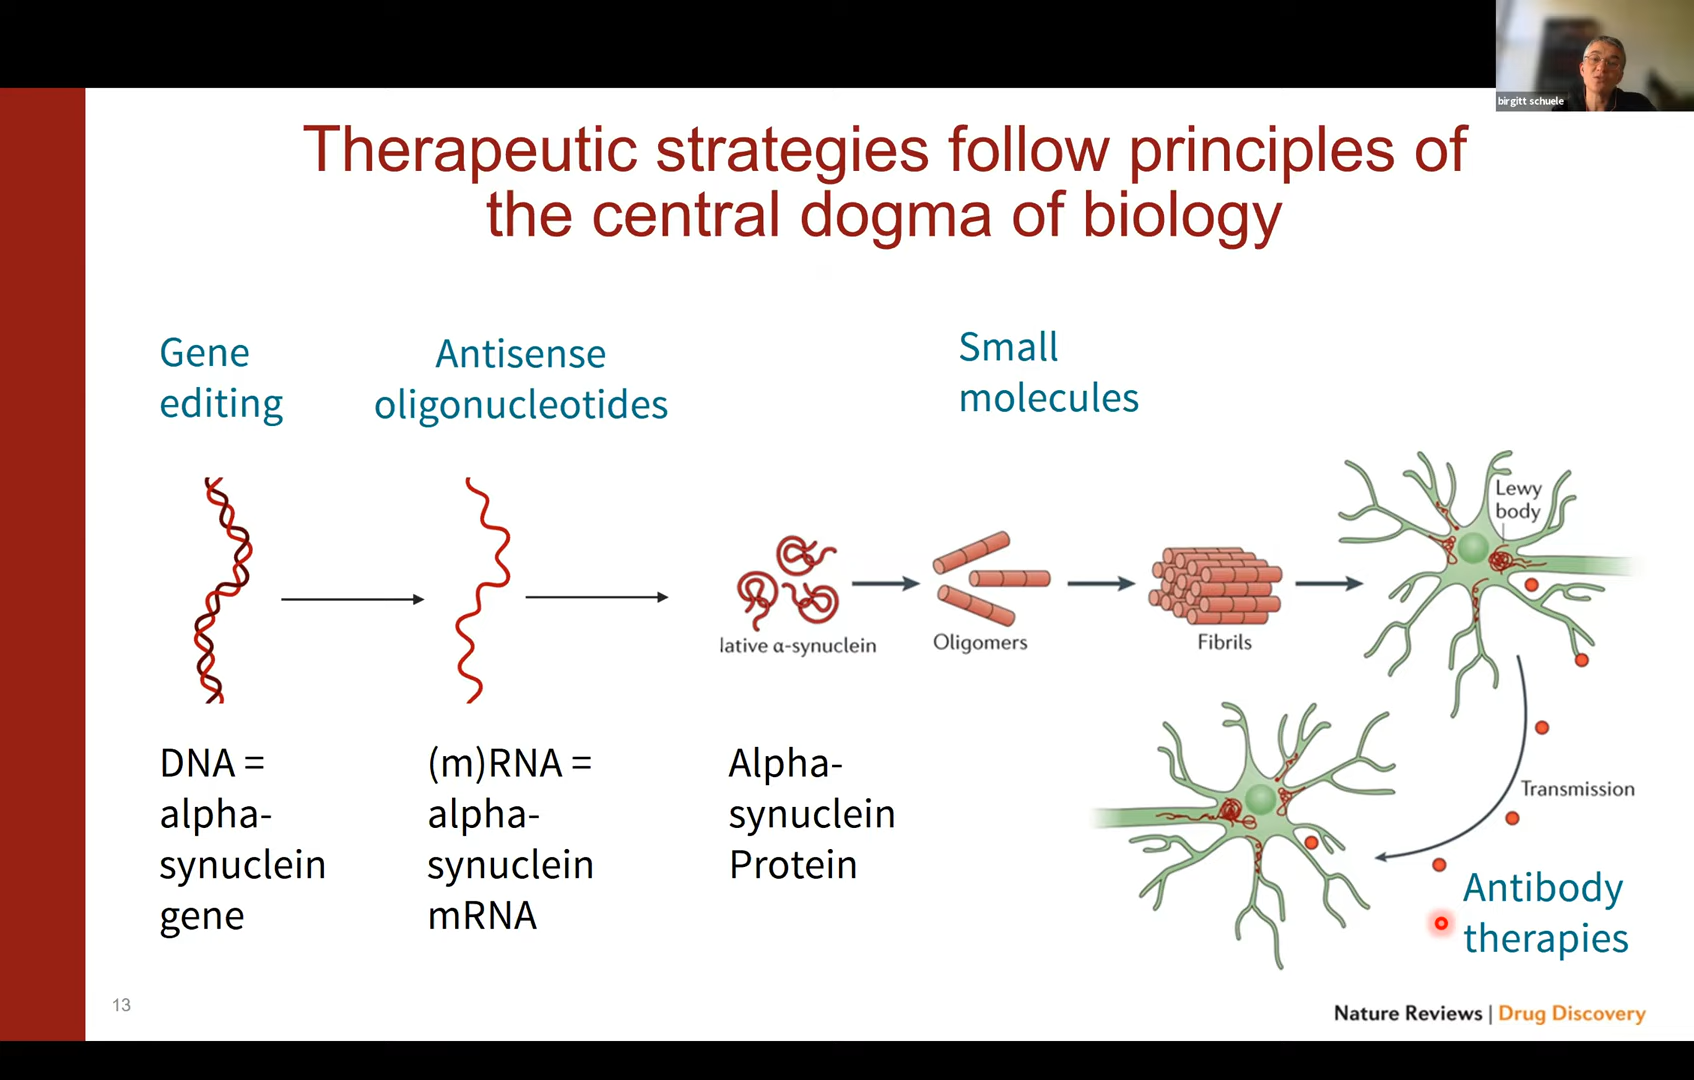 birgitt schuele
Therapeutic strategies follow principles of
the central dogma of biology
Gene
editing
Antisense
oligonucleotides
Small
molecules
Lewy
body
lative α-synuclein
Oligomers
Fibrils
Transmission
DNA =
alpha-
synuclein
gene
(m)RNA =
alpha-
synuclein
mRNA
Alpha-
synuclein
Protein
Antibody
therapies
13
Nature Reviews | Drug Discovery